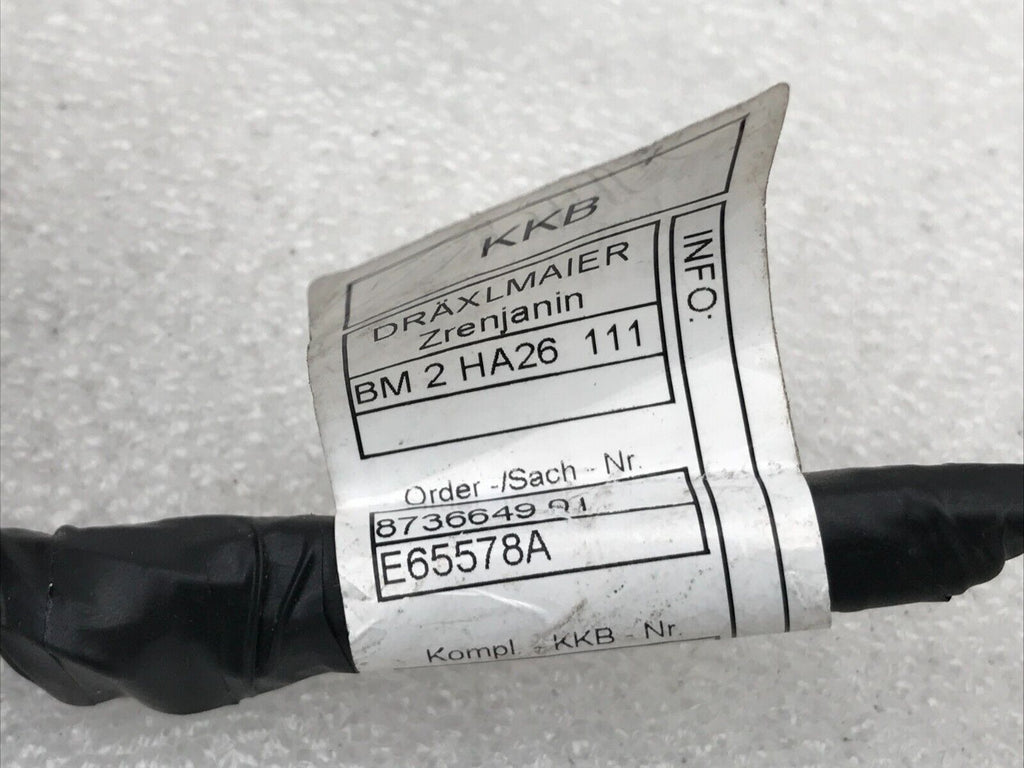 KKB
DRÄXLMAIER
Zrenjanin
BM 2 HA26 111
INFO:
Order -/Sach - Nr.
8736649 01
E65578A
Kompl. - KKB - Nr.